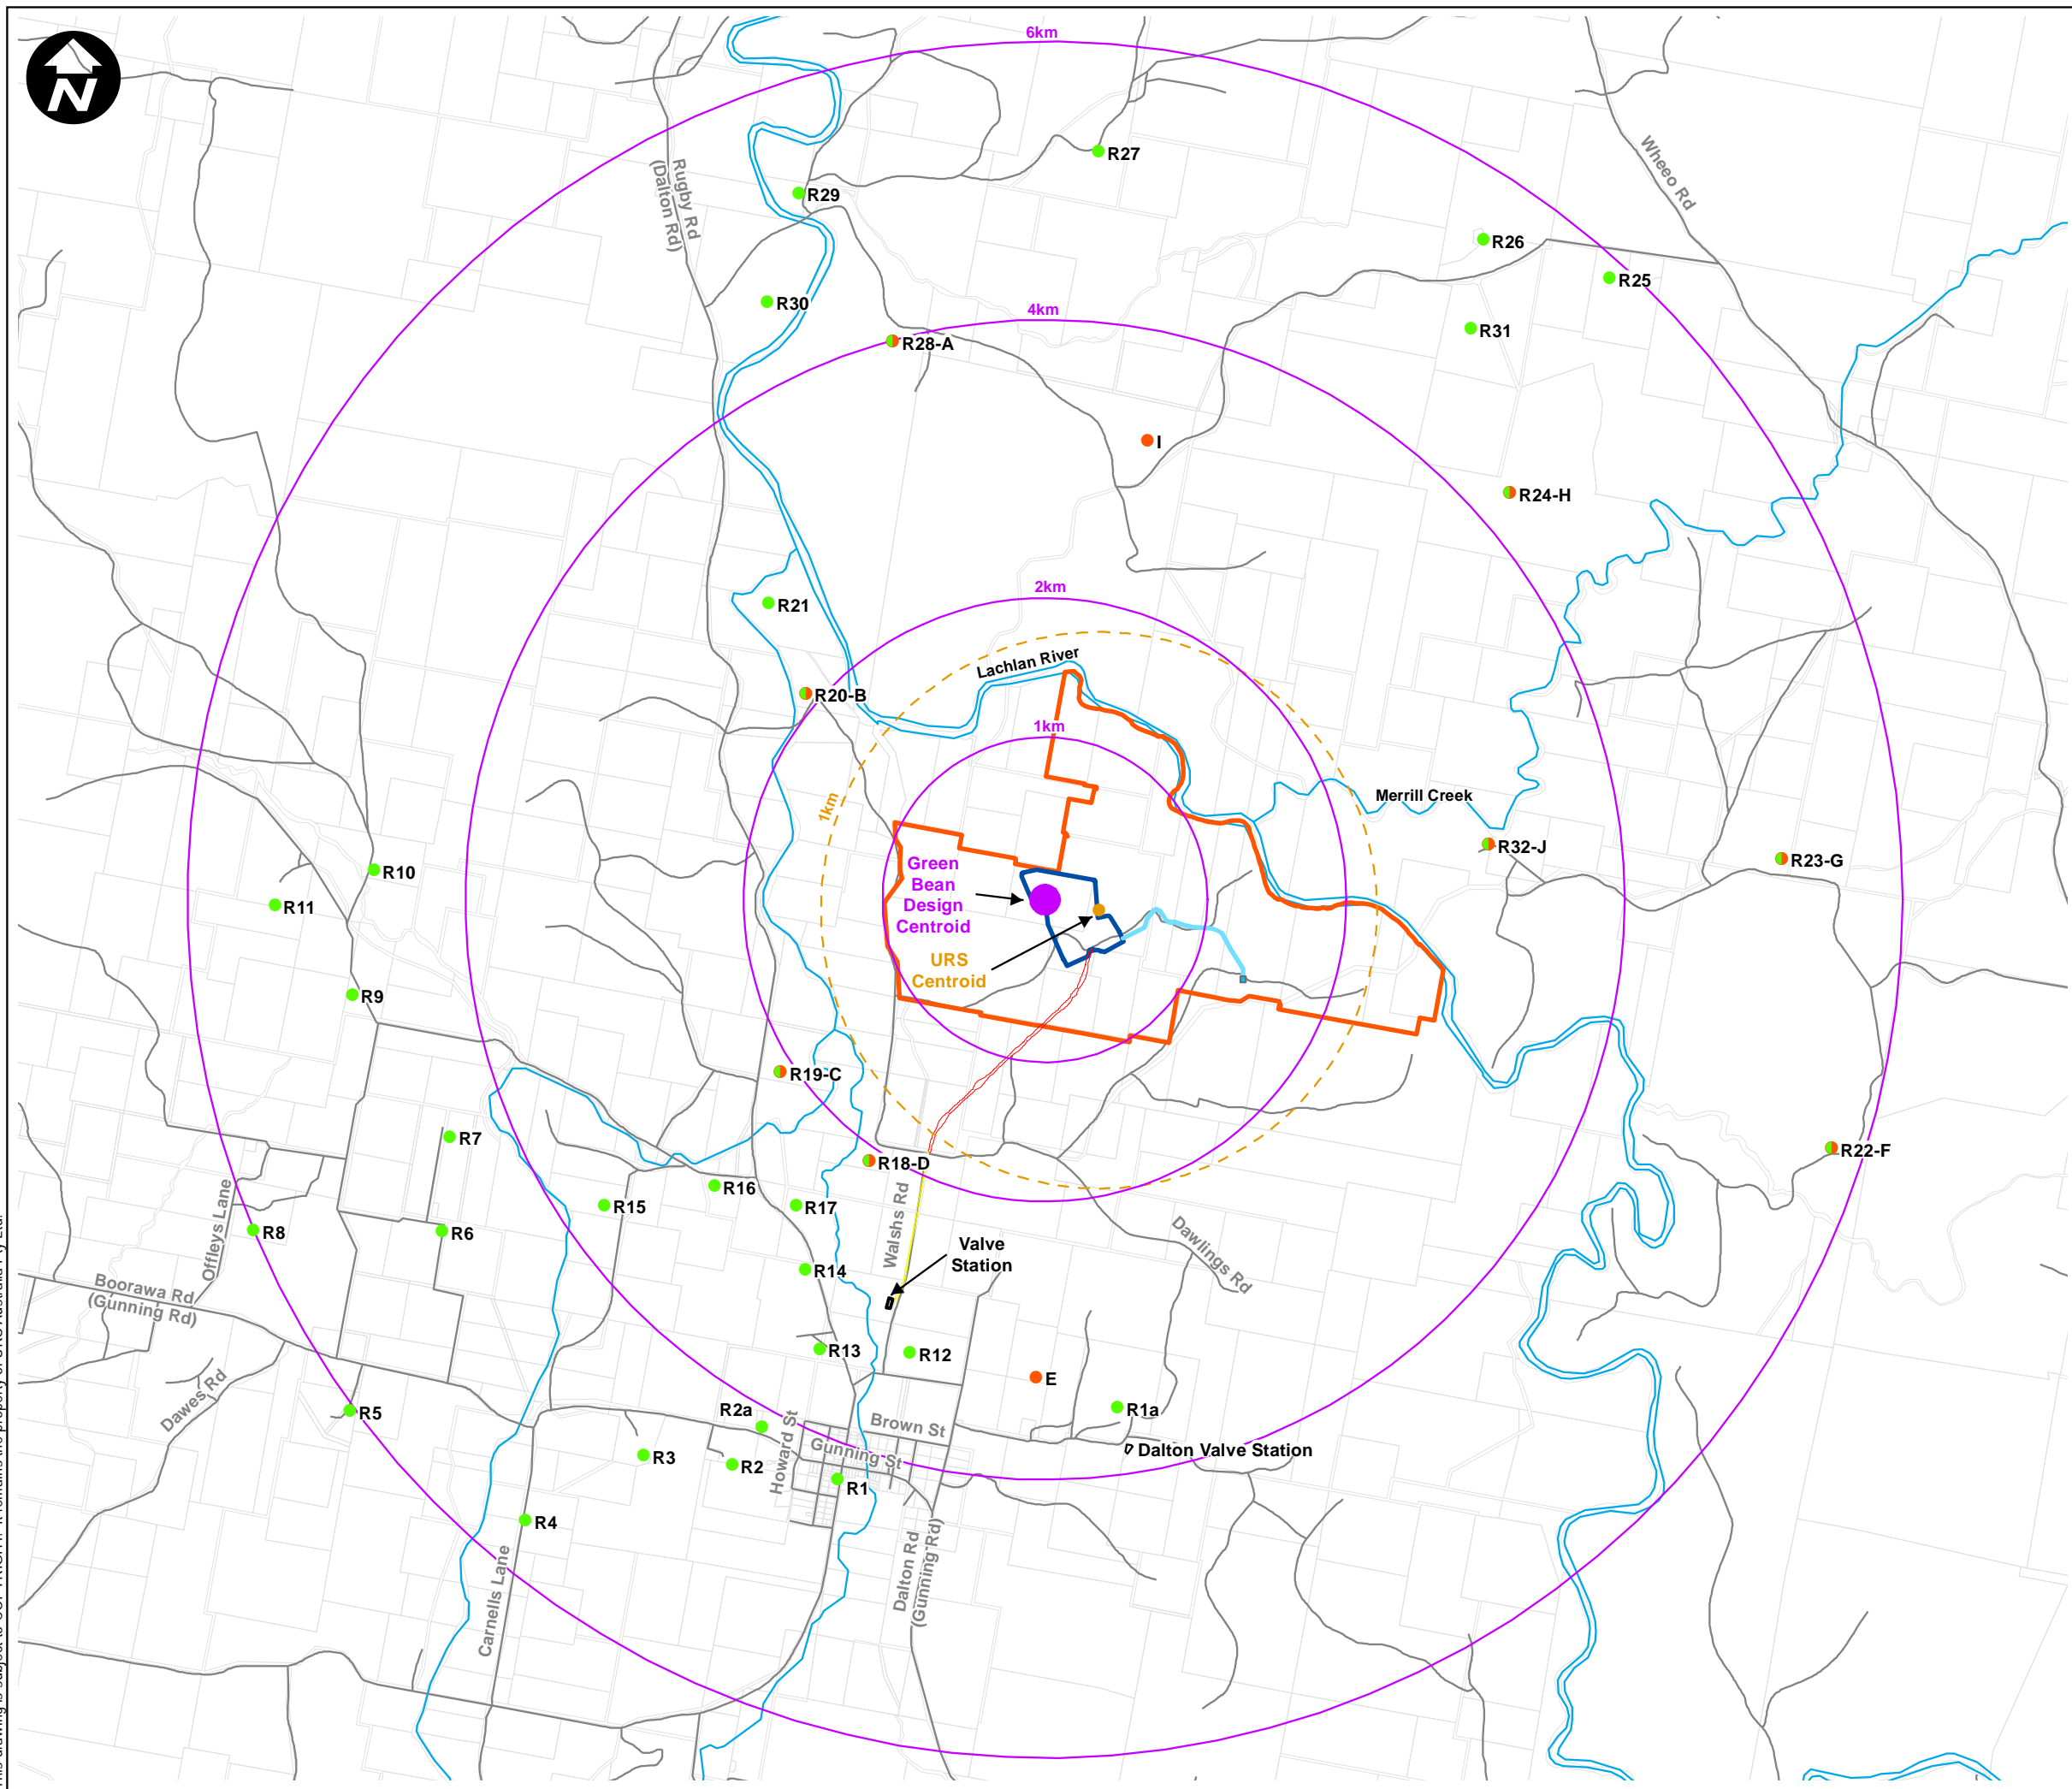 6km
N
R27
Wheeo Rd
Rugby Rd
(Dalton Rd)
R29
R26
R25
R30
4km
R31
R28-A
I
R24-H
2km
R21
Lachlan River
R20-B
1km
1km
Merrill Creek
R32-J
R23-G
Green
Bean
Design
Centroid
R10
R11
URS
Centroid
R9
R19-C
R7
R22-F
R18-D
R16
R15
R17
Walshs Rd
Offleys Lane
R8
R6
Dawlings Rd
Valve
Station
R14
Boorawa Rd
(Gunning Rd)
R13
R12
E
Dawes Rd
R5
R2a
R1a
Howard St
Brown St
Gunning St
Dalton Valve Station
R3
R2
R1
R4
Carnells Lane
Dalton Rd
(Gunning Rd)